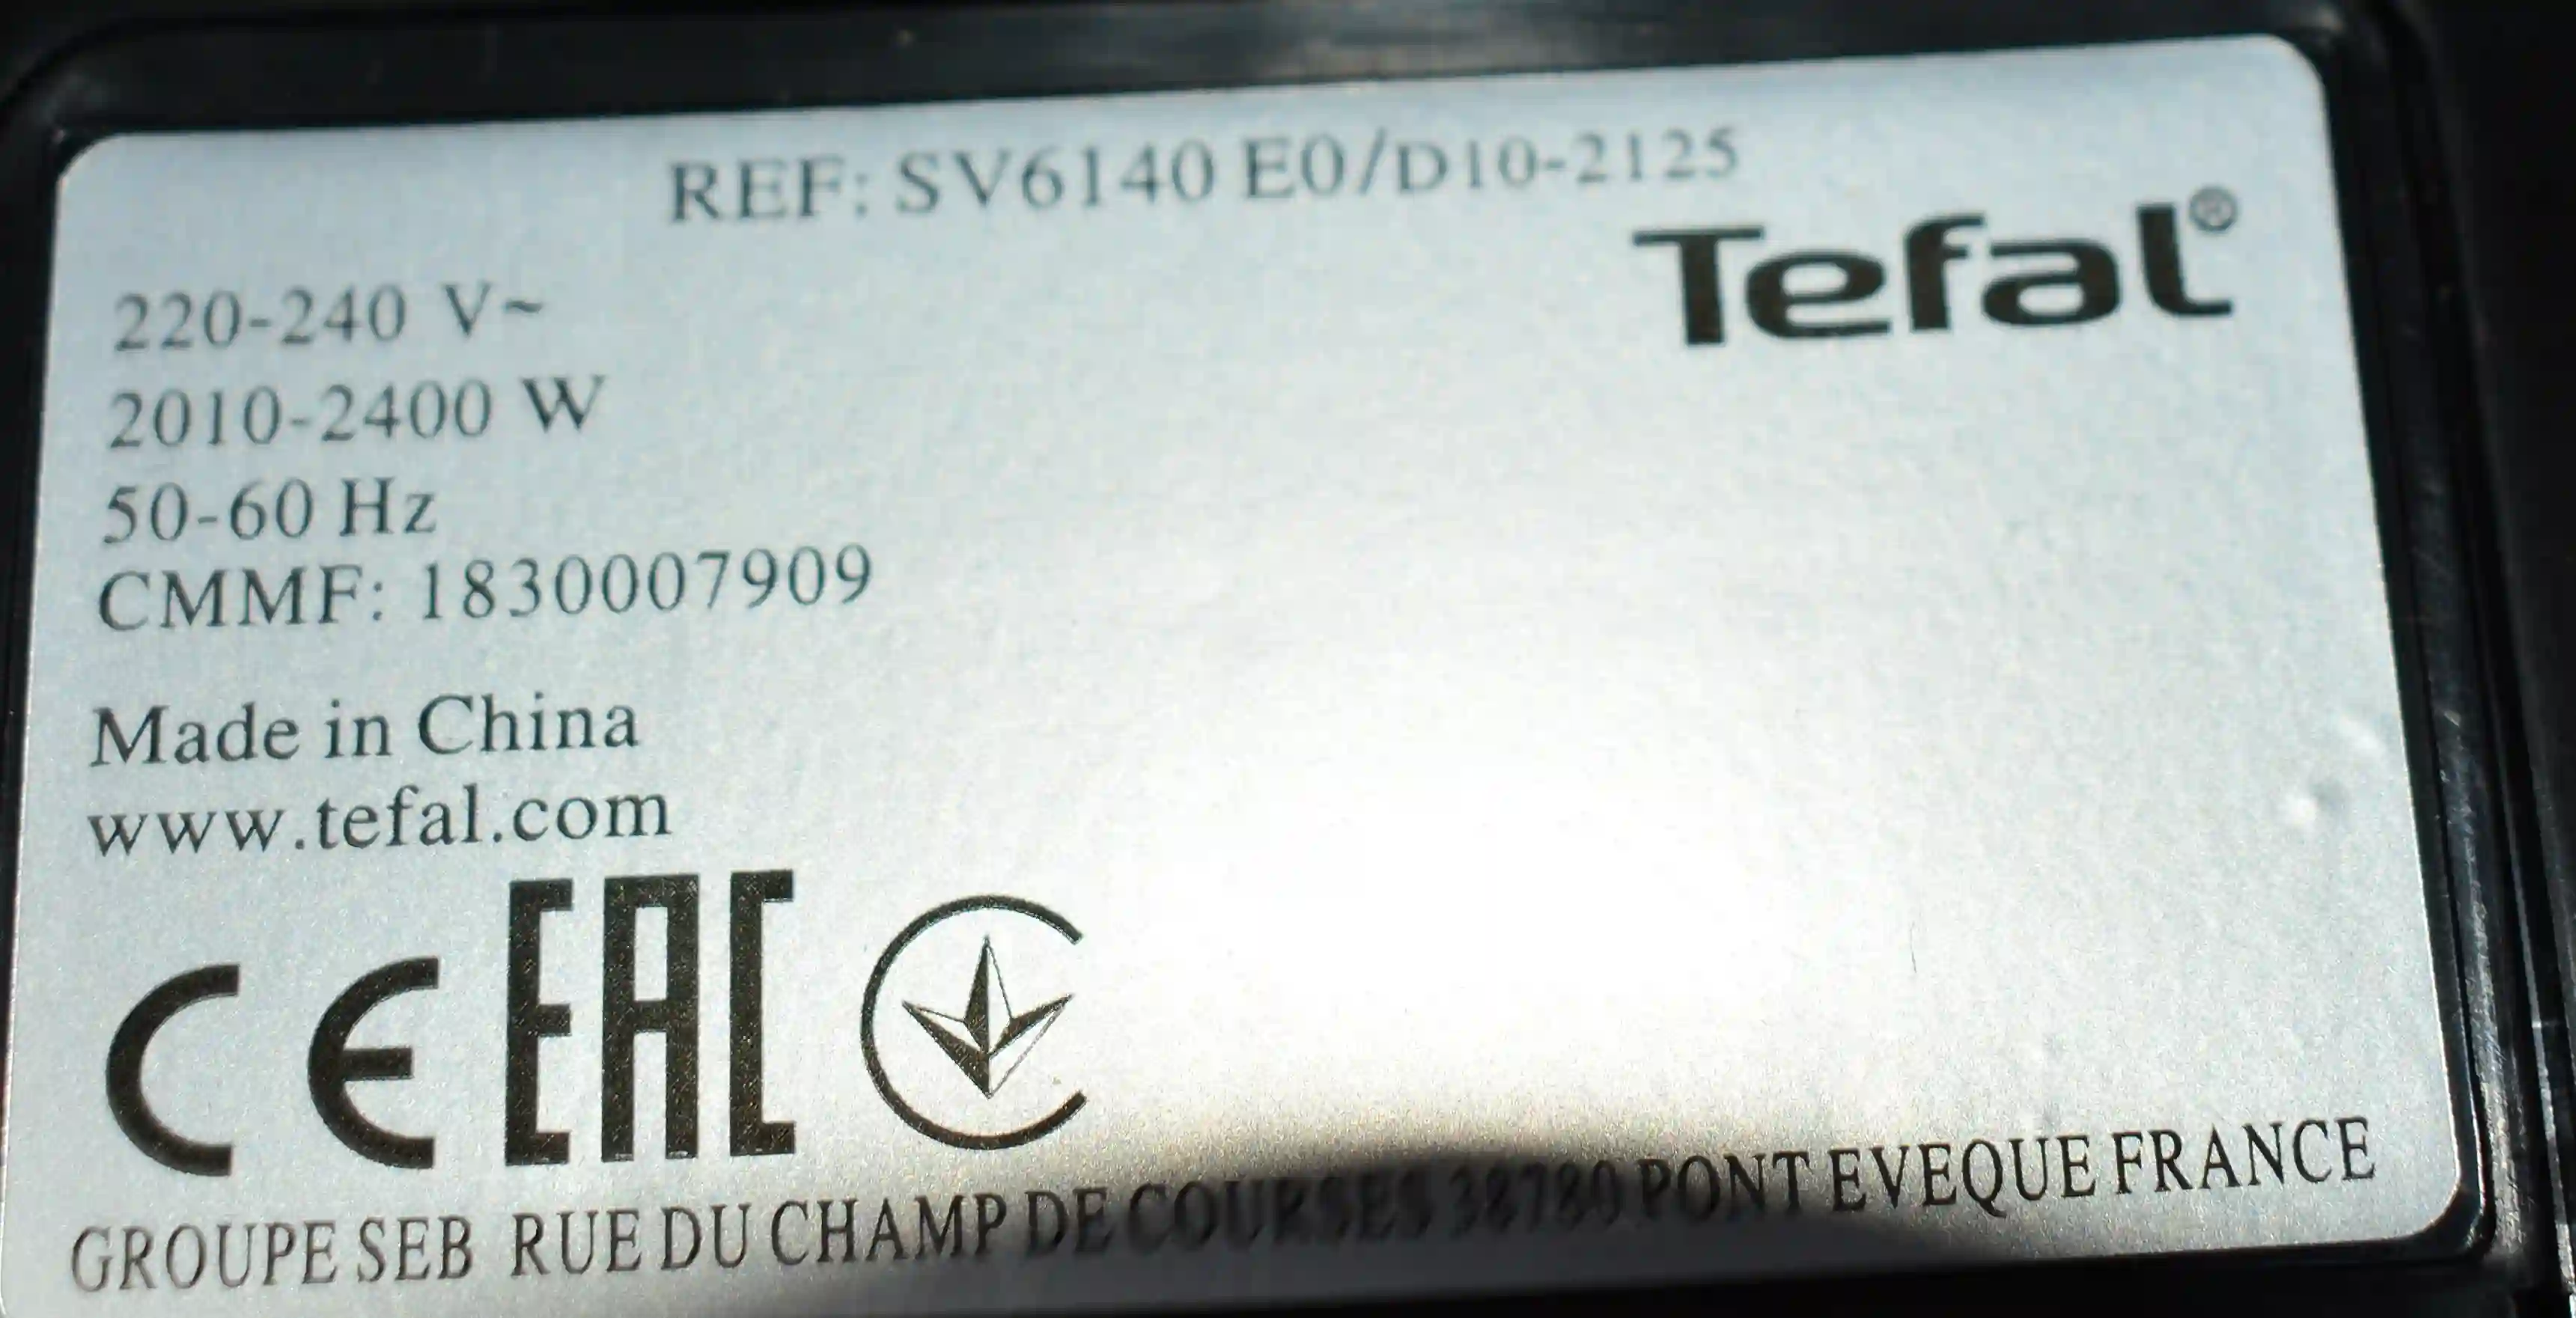 REF: SV6140 E0/D10-2125
Tefal®
220-240 V~
2010-2400 W
50-60 Hz
CMMF: 1830007909
Made in China
www.tefal.com
CE EAC
GROUPE SEB RUE DU CHAMP DE COURSES 38780 PONT EVEQUE FRANCE